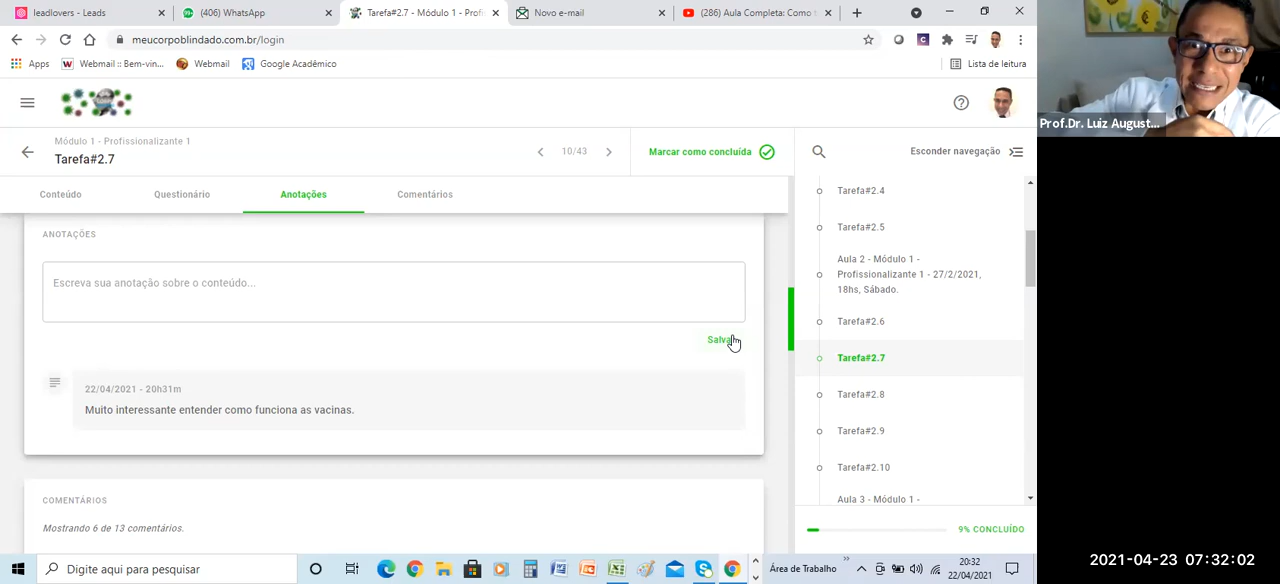 leadlovers - Leads
(406) WhatsApp
Tarefa#2.7 - Módulo 1 - Profi
Novo e-mail
(286) Aula Completa: Como t
meucorpoblindado.com.br/login
Apps
Webmail :: Bem-vin...
Webmail
Google Acadêmico
Lista de leitura
Prof.Dr. Luiz August...
Módulo 1 - Profissionalizante 1
Tarefa#2.7
10/43
Marcar como concluída
Esconder navegação
Conteúdo
Questionário
Anotações
Comentários
ANOTAÇÕES
Escreva sua anotação sobre o conteúdo...
Salva
22/04/2021 - 20h31m
Muito interessante entender como funciona as vacinas.
COMENTÁRIOS
Mostrando 6 de 13 comentários.
Tarefa#2.4
Tarefa#2.5
Aula 2 - Módulo 1 -
Profissionalizante 1 - 27/2/2021,
18hs, Sábado.
Tarefa#2.6
Tarefa#2.7
Tarefa#2.8
Tarefa#2.9
Tarefa#2.10
Aula 3 - Módulo 1 -
9% CONCLUÍDO
Digite aqui para pesquisar
Área de Trabalho
20:32
22/04/2021
2021-04-23 07:32:02